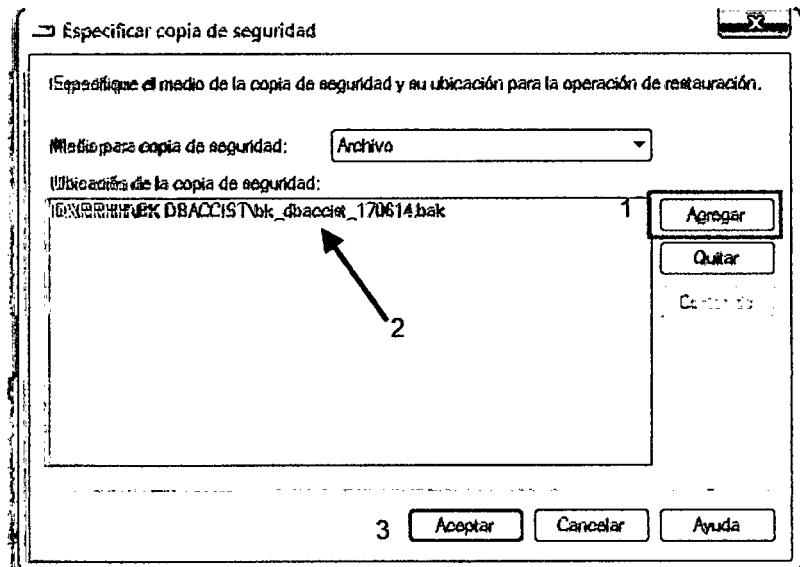 Especificar copia de seguridad
Especifique el medio de la copia de seguridad y su ubicación para la operación de restauración.
Medio para copia de seguridad:
Archivo
Ubicación de la copia de seguridad:
DBACCIST\bk_dbaccist_170614.bak
1
Agregar
Quitar
2
3
Aceptar
Cancelar
Ayuda